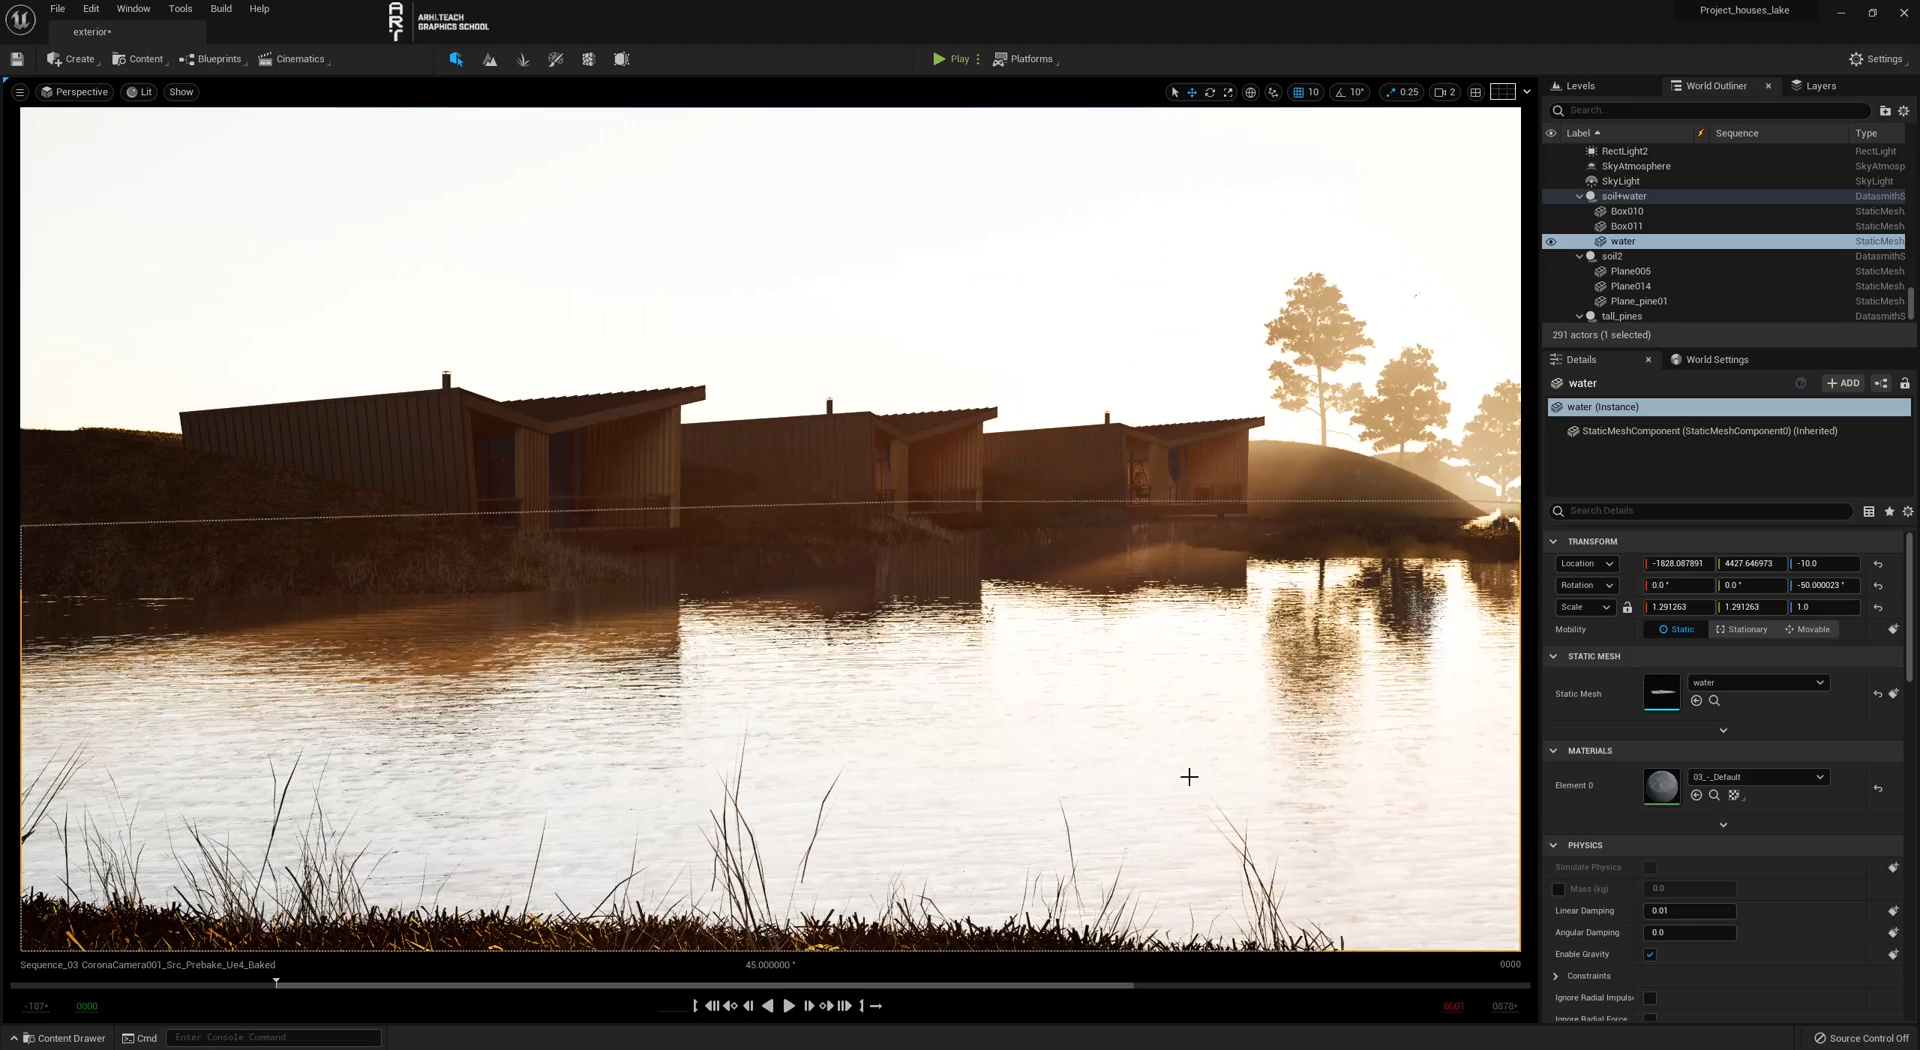 File Edit Window Tools Build Help
ARHI.TEACH
GRAPHICS SCHOOL
Project_houses_lake
exterior•
Create Content Blueprints Cinematics Play Platforms Settings
Perspective Lit Show 10 10° 0.25 2
Levels World Outliner Layers
Search...
Label Sequence Type
RectLight2 RectLight
SkyAtmosphere SkyAtmosp
SkyLight SkyLight
soil+water DatasmithS
Box010 StaticMesh
Box011 StaticMesh
water StaticMesh
soil2 DatasmithS
Plane005 StaticMesh
Plane014 StaticMesh
Plane_pine01 StaticMesh
tall_pines DatasmithS
291 actors (1 selected)
Details World Settings
water + ADD
water (Instance)
StaticMeshComponent (StaticMeshComponent0) (Inherited)
Search Details
TRANSFORM
Location -1828.087891 4427.646973 -10.0
Rotation 0.0 ° 0.0 ° -50.000023 °
Scale 1.291263 1.291263 1.0
Mobility Static Stationary Movable
STATIC MESH
Static Mesh water
MATERIALS
Element 0 03_-_Default
PHYSICS
Simulate Physics
Mass (kg) 0.0
Linear Damping 0.01
Angular Damping 0.0
Enable Gravity
Constraints
Ignore Radial Impuls
Ignore Radial Force
Sequence_03 CoronaCamera001_Src_Prebake_Ue4_Baked 45.000000 ° 0000
-187• 0000 0601 0878•
Content Drawer Cmd Enter Console Command Source Control Off